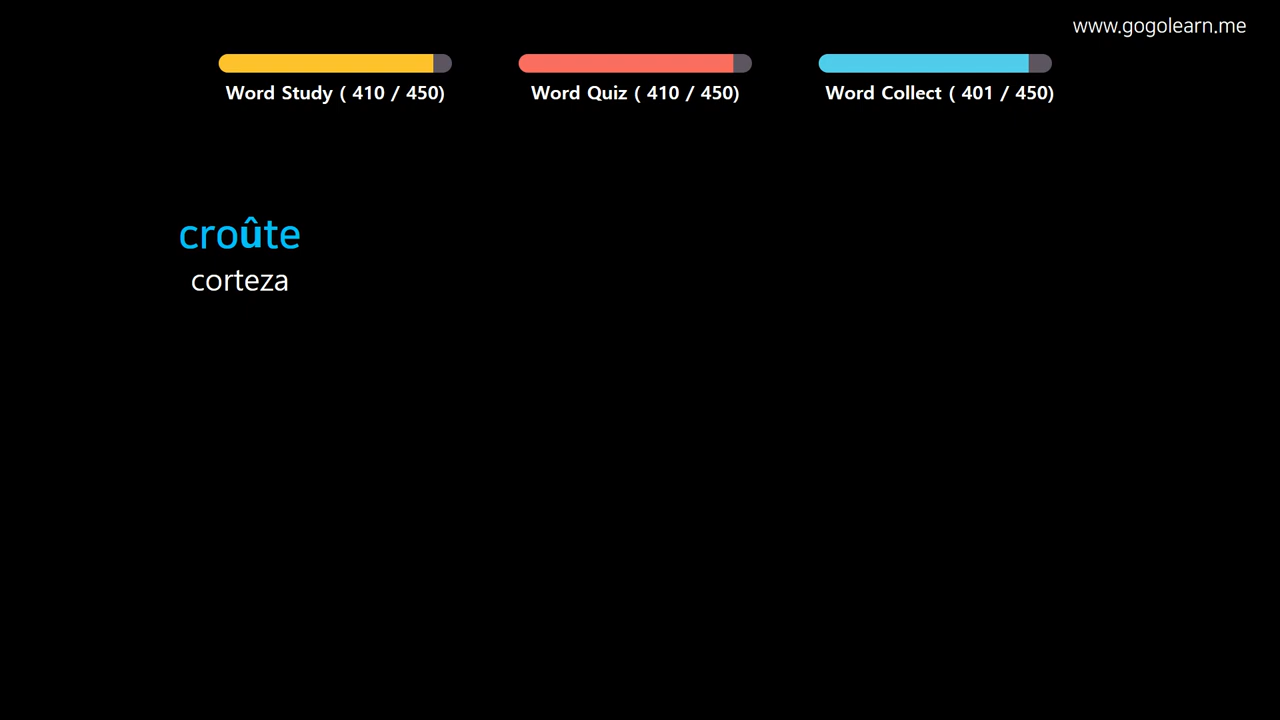 www.gogolearn.me
Word Study ( 410 / 450)
Word Quiz ( 410 / 450)
Word Collect ( 401 / 450)
croûte
corteza